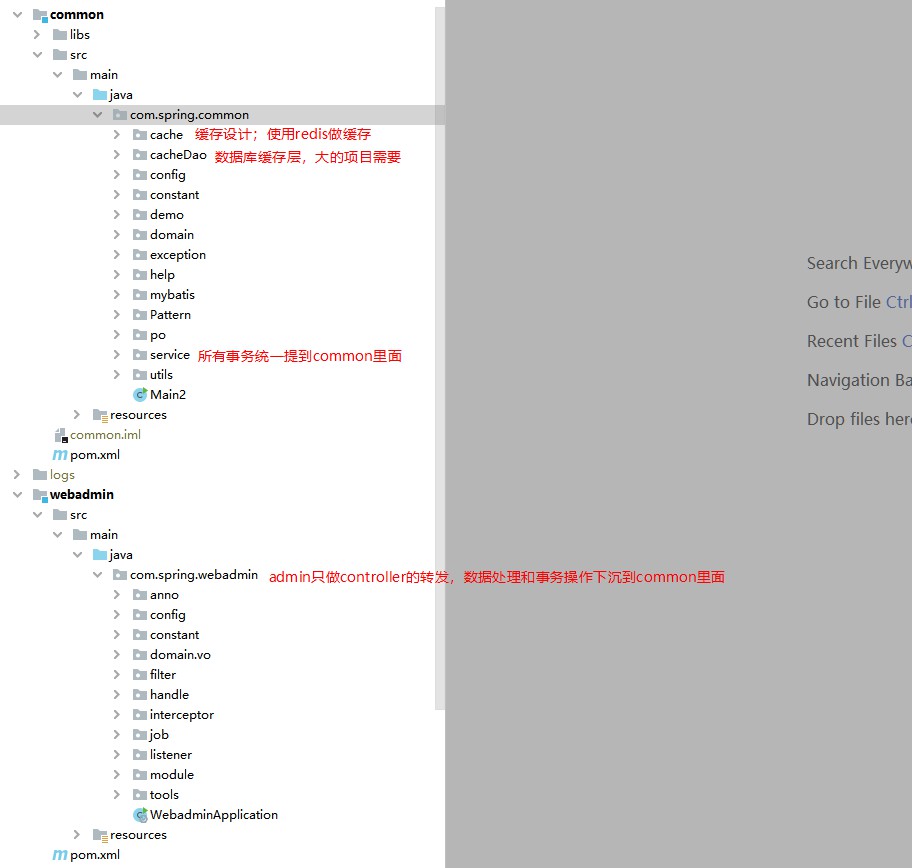 common
libs
src
main
java
com.spring.common
cache 缓存设计；使用redis做缓存
cacheDao 数据库缓存层，大的项目需要
config
constant
demo
domain
exception
help
mybatis
Pattern
po
service 所有事务统一提到common里面
utils
Main2
resources
common.iml
pom.xml
logs
webadmin
src
main
java
com.spring.webadmin admin只做controller的转发，数据处理和事务操作下沉到common里面
anno
config
constant
domain.vo
filter
handle
interceptor
job
listener
module
tools
WebadminApplication
resources
pom.xml
Search Everyw
Go to File Ctrl
Recent Files C
Navigation Ba
Drop files here